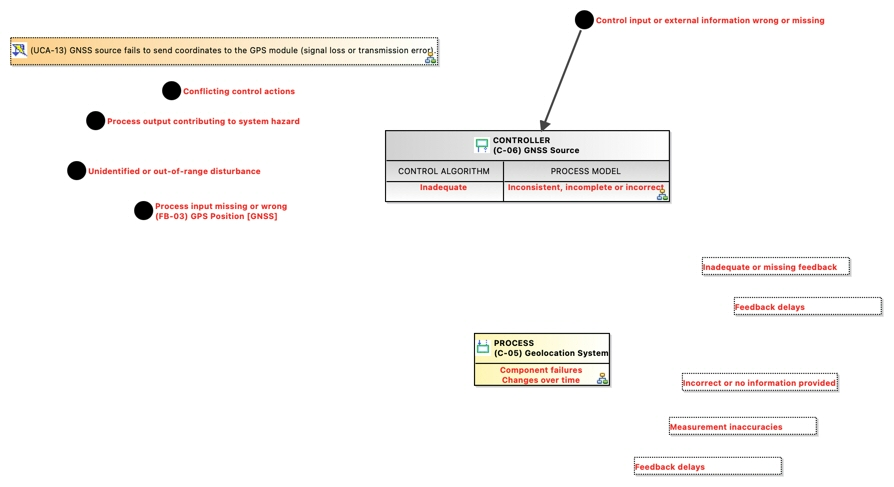 Control input or external information wrong or missing
(UCA-13) GNSS source fails to send coordinates to the GPS module (signal loss or transmission error).
Conflicting control actions
Process output contributing to system hazard
CONTROLLER
(C-06) GNSS Source
Unidentified or out-of-range disturbance
CONTROL ALGORITHM
PROCESS MODEL
Inadequate
Inconsistent, incomplete or incorrect
Process input missing or wrong
(FB-03) GPS Position [GNSS]
Inadequate or missing feedback
Feedback delays
PROCESS
(C-05) Geolocation System
Component failures
Changes over time
Incorrect or no information provided
Measurement inaccuracies
Feedback delays